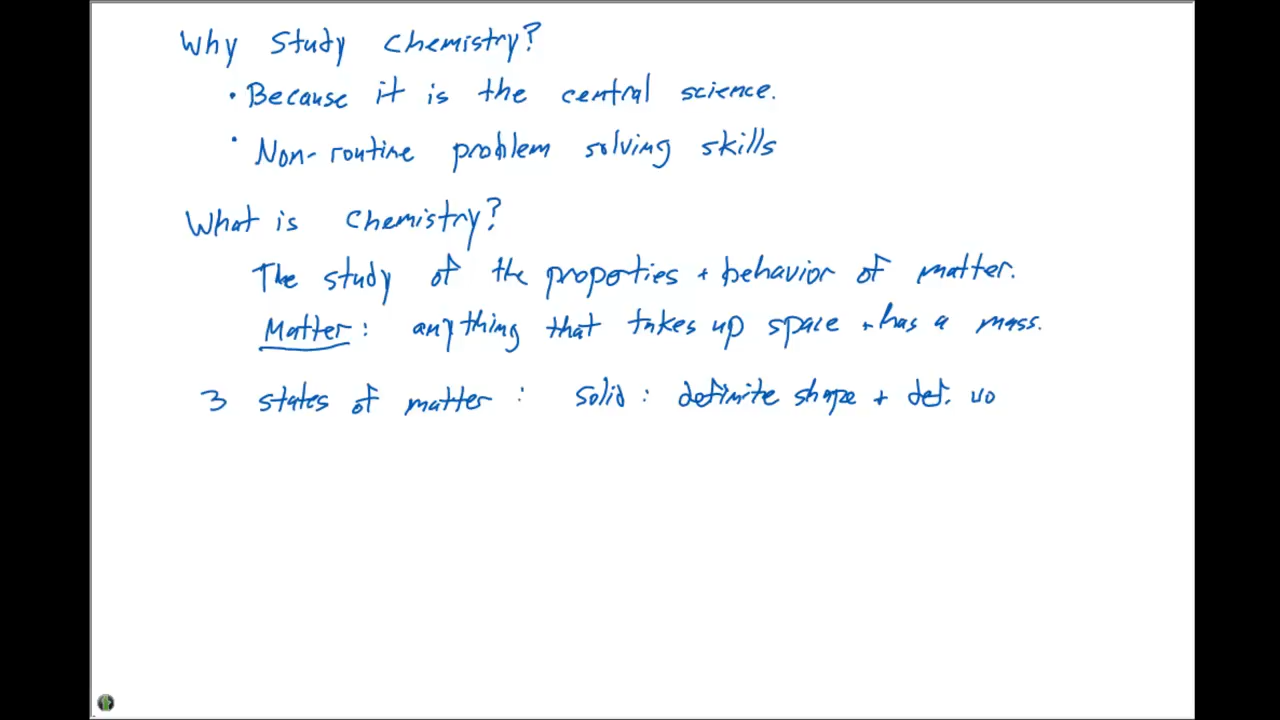 Why Study Chemistry?
• Because it is the central science.
• Non-routine problem solving skills
What is Chemistry?
The study of the properties + behavior of matter.
Matter: anything that takes up space + has a mass.
3 states of matter: Solid: definite shape + def. vo